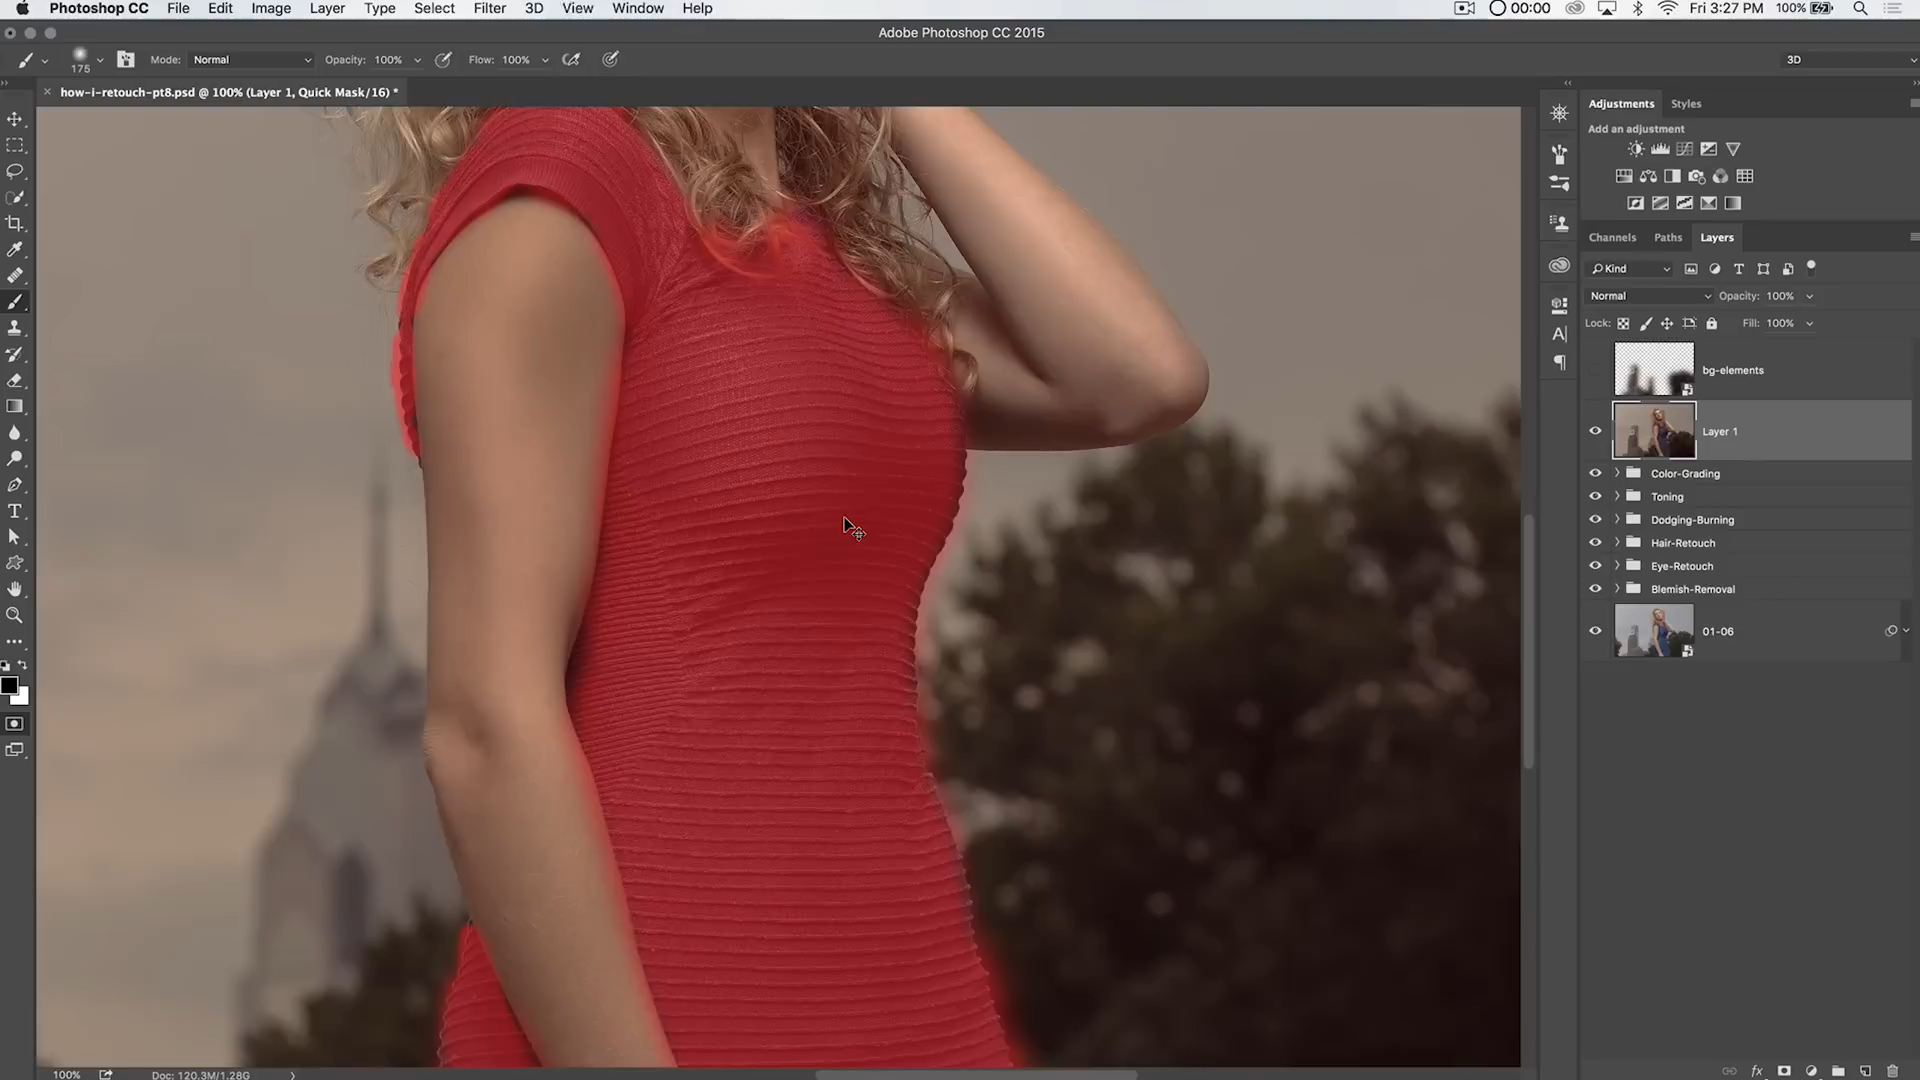 Photoshop CC File Edit Image Layer Type Select Filter 3D View Window Help 00:00 Fri 3:27 PM 100%
Adobe Photoshop CC 2015
175 Mode: Normal Opacity: 100% Flow: 100% 3D
how-i-retouch-pt8.psd @ 100% (Layer 1, Quick Mask/16) *
Adjustments Styles
Add an adjustment
Channels Paths Layers
Kind
Normal Opacity: 100%
Lock: Fill: 100%
bg-elements
Layer 1
Color-Grading
Toning
Dodging-Burning
Hair-Retouch
Eye-Retouch
Blemish-Removal
01-06
100% Doc: 120.3M/1.28G